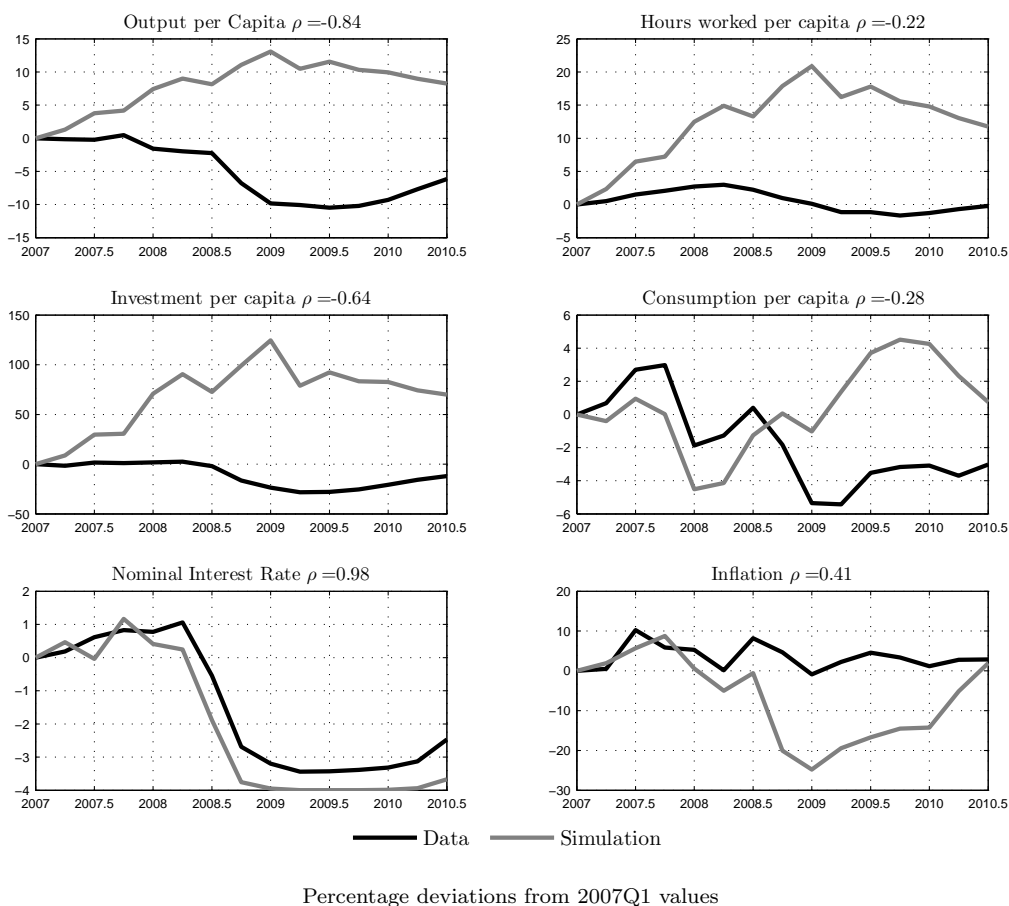 Output per Capita ρ =-0.84
15
10
5
0
−5
−10
−15
2007 2007.5 2008 2008.5 2009 2009.5 2010 2010.5
Hours worked per capita ρ =-0.22
25
20
15
10
5
0
−5
2007 2007.5 2008 2008.5 2009 2009.5 2010 2010.5
Investment per capita ρ =-0.64
150
100
50
0
−50
2007 2007.5 2008 2008.5 2009 2009.5 2010 2010.5
Consumption per capita ρ =-0.28
6
4
2
0
−2
−4
−6
2007 2007.5 2008 2008.5 2009 2009.5 2010 2010.5
Nominal Interest Rate ρ =0.98
2
1
0
−1
−2
−3
−4
2007 2007.5 2008 2008.5 2009 2009.5 2010 2010.5
Inflation ρ =0.41
20
10
0
−10
−20
−30
2007 2007.5 2008 2008.5 2009 2009.5 2010 2010.5
Data Simulation
Percentage deviations from 2007Q1 values